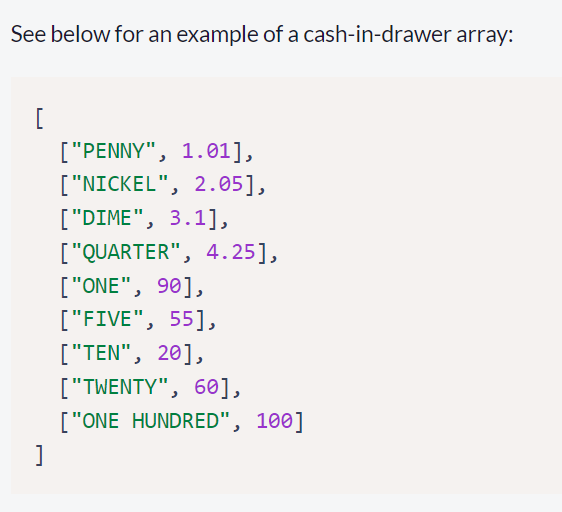 See below for an example of a cash-in-drawer array:
[
["PENNY", 1.01],
["NICKEL", 2.05],
["DIME", 3.1],
["QUARTER", 4.25],
["ONE", 90],
["FIVE", 55],
["TEN", 20],
["TWENTY", 60],
["ONE HUNDRED", 100]
]